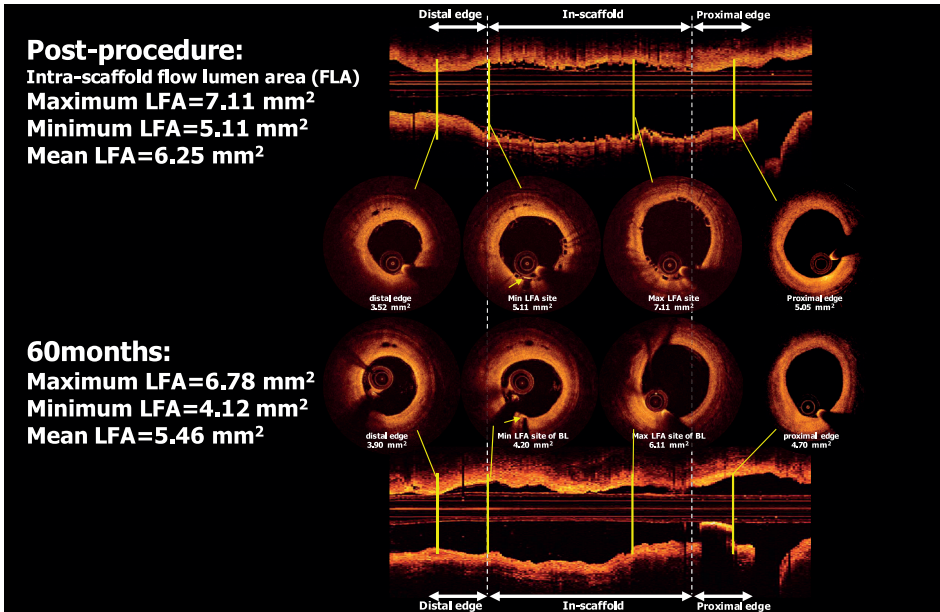 Distal edge
In-scaffold
Proximal edge
Post-procedure:
Intra-scaffold flow lumen area (FLA)
Maximum LFA=7.11 mm²
Minimum LFA=5.11 mm²
Mean LFA=6.25 mm²
distal edge
3.52 mm²
Min LFA site
5.11 mm²
Max LFA site
7.11 mm²
Proximal edge
5.05 mm²
60months:
Maximum LFA=6.78 mm²
Minimum LFA=4.12 mm²
Mean LFA=5.46 mm²
distal edge
3.90 mm²
Min LFA site of BL
4.20 mm²
Max LFA site of BL
6.11 mm²
proximal edge
4.70 mm²
Distal edge
In-scaffold
Proximal edge